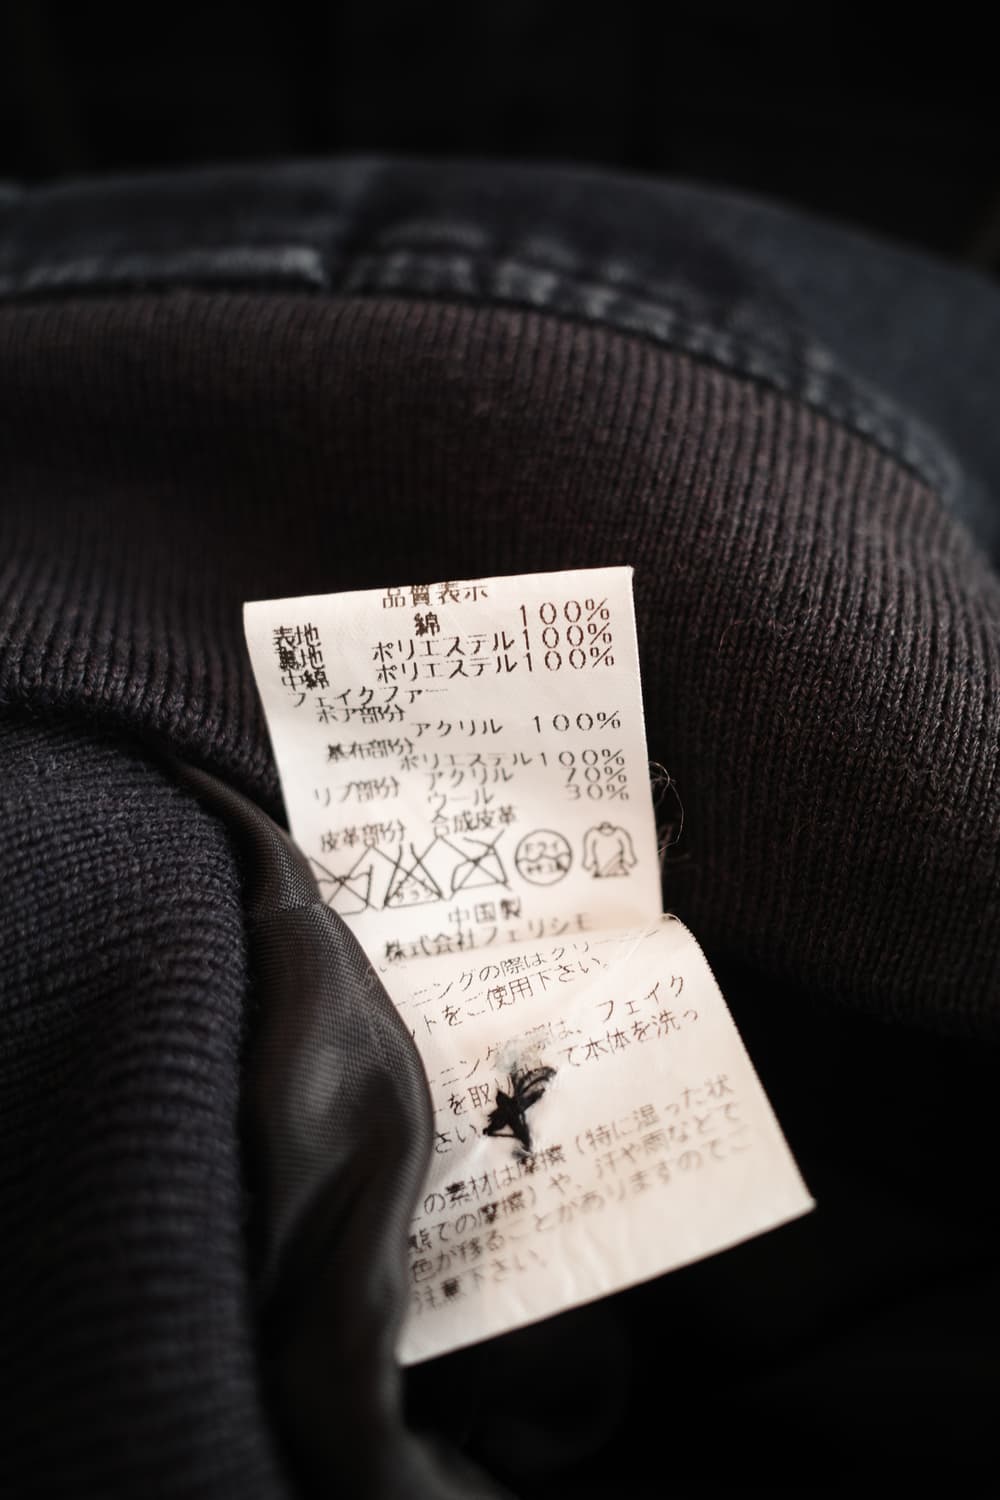 品質表示
表地 綿 100%
裏地 ポリエステル100%
中綿 ポリエステル100%
フェイクファー
ボア部分
アクリル 100%
基布部分
ポリエステル100%
リブ部分 アクリル 70%
ウール 30%
皮革部分 合成皮革
中国製
株式会社フェリシモ
ーニングの際はクリーニン
ットをご使用下さい。
ーニングの際は、フェイク
ーを取り て本体を洗っ
さい
の素材は摩擦(特に湿った状
態での摩擦)や、汗や雨などで
色が移ることがありますのでご
注意下さい。